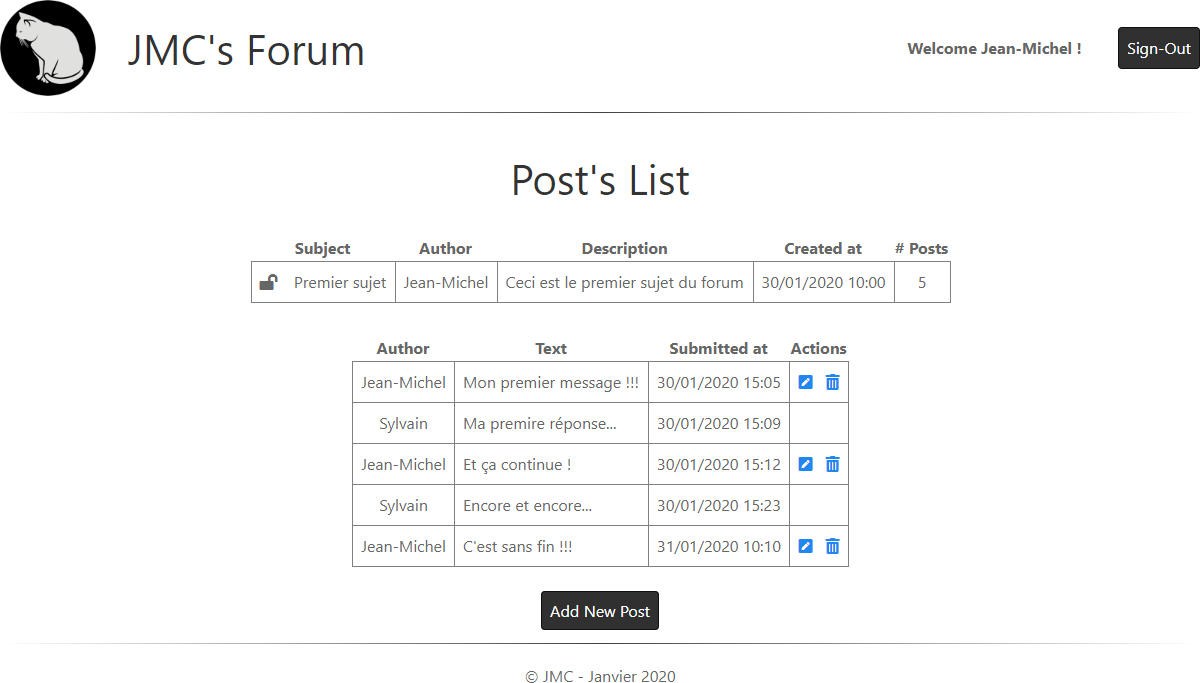 JMC's Forum
Welcome Jean-Michel !
Sign-Out
Post's List
Subject Author Description Created at # Posts
Premier sujet Jean-Michel Ceci est le premier sujet du forum 30/01/2020 10:00 5
Author Text Submitted at Actions
Jean-Michel Mon premier message !!! 30/01/2020 15:05
Sylvain Ma premire réponse... 30/01/2020 15:09
Jean-Michel Et ça continue ! 30/01/2020 15:12
Sylvain Encore et encore... 30/01/2020 15:23
Jean-Michel C'est sans fin !!! 31/01/2020 10:10
Add New Post
© JMC - Janvier 2020